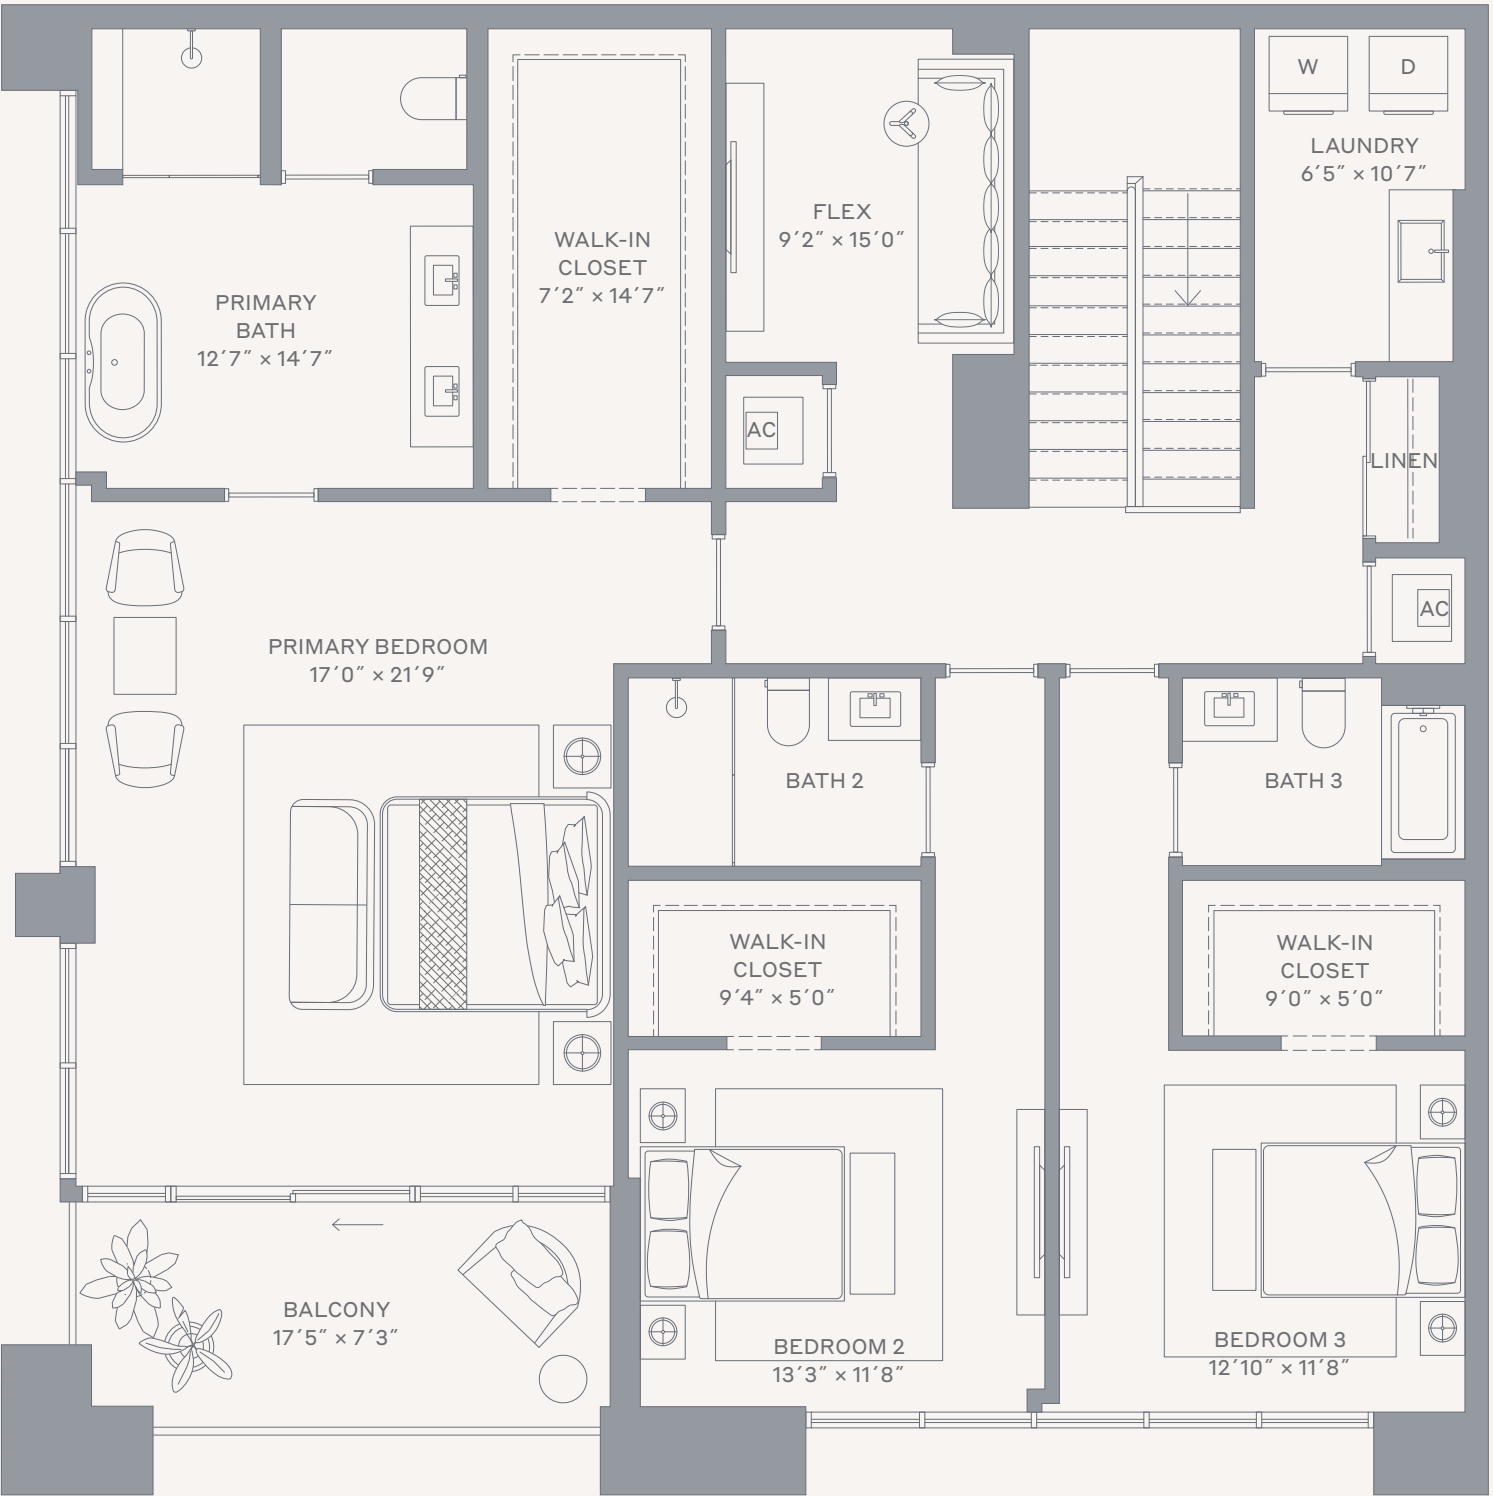 W
D
LAUNDRY
6′5″ × 10′7″
FLEX
9′2″ × 15′0″
WALK-IN
CLOSET
7′2″ × 14′7″
PRIMARY
BATH
12′7″ × 14′7″
AC
LINEN
AC
PRIMARY BEDROOM
17′0″ × 21′9″
BATH 2
BATH 3
WALK-IN
CLOSET
9′4″ × 5′0″
WALK-IN
CLOSET
9′0″ × 5′0″
BALCONY
17′5″ × 7′3″
BEDROOM 2
13′3″ × 11′8″
BEDROOM 3
12′10″ × 11′8″